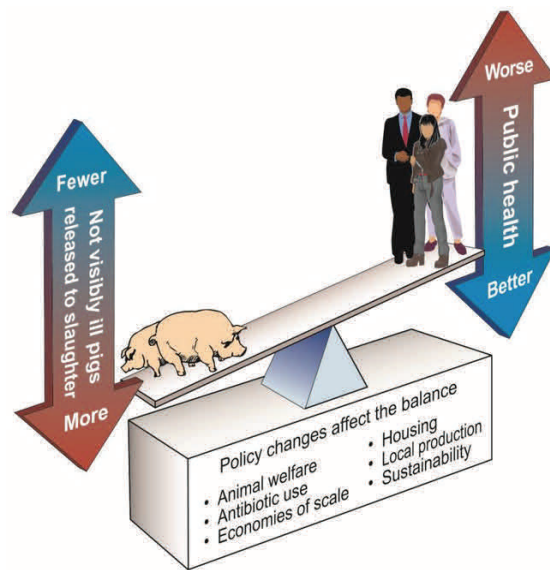 Fewer
Not visibly ill pigs
released to slaughter
More
Worse
Public health
Better
Policy changes affect the balance
• Animal welfare
• Antibiotic use
• Economies of scale
• Housing
• Local production
• Sustainability